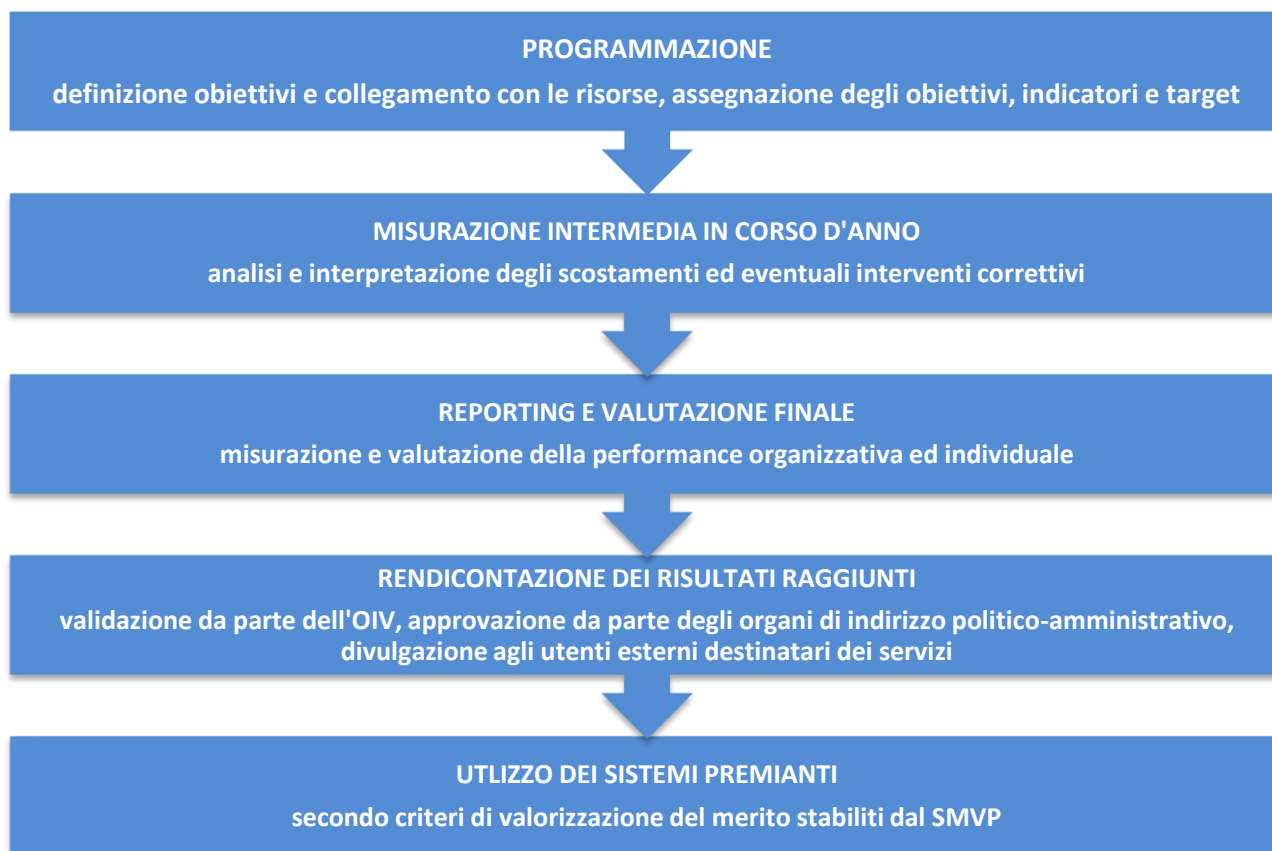 PROGRAMMAZIONE
definizione obiettivi e collegamento con le risorse, assegnazione degli obiettivi, indicatori e target
MISURAZIONE INTERMEDIA IN CORSO D'ANNO
analisi e interpretazione degli scostamenti ed eventuali interventi correttivi
REPORTING E VALUTAZIONE FINALE
misurazione e valutazione della performance organizzativa ed individuale
RENDICONTAZIONE DEI RISULTATI RAGGIUNTI
validazione da parte dell'OIV, approvazione da parte degli organi di indirizzo politico-amministrativo,
divulgazione agli utenti esterni destinatari dei servizi
UTLIZZO DEI SISTEMI PREMIANTI
secondo criteri di valorizzazione del merito stabiliti dal SMVP